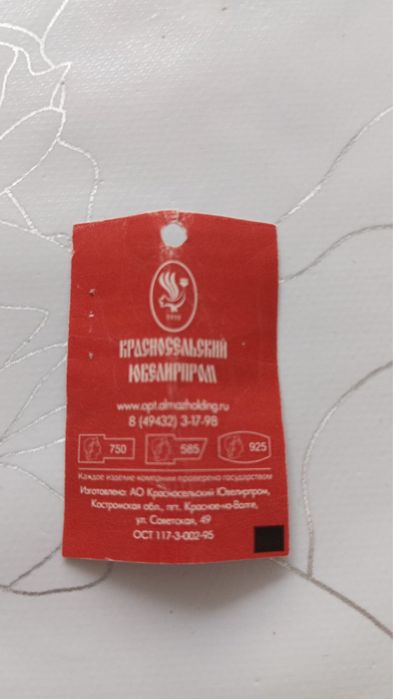 1919
КРАСНОСЕЛЬСКИЙ
ЮВЕЛИРПРОМ
www.opt.almazholding.ru
8 (49432) 3-17-98
750 585 925
Каждое изделие компании проверено государством
Изготовлено: АО Красносельский Ювелирпром,
Костромская обл., пгт. Красное-на-Волге,
ул. Советская, 49
ОСТ 117-3-002-95